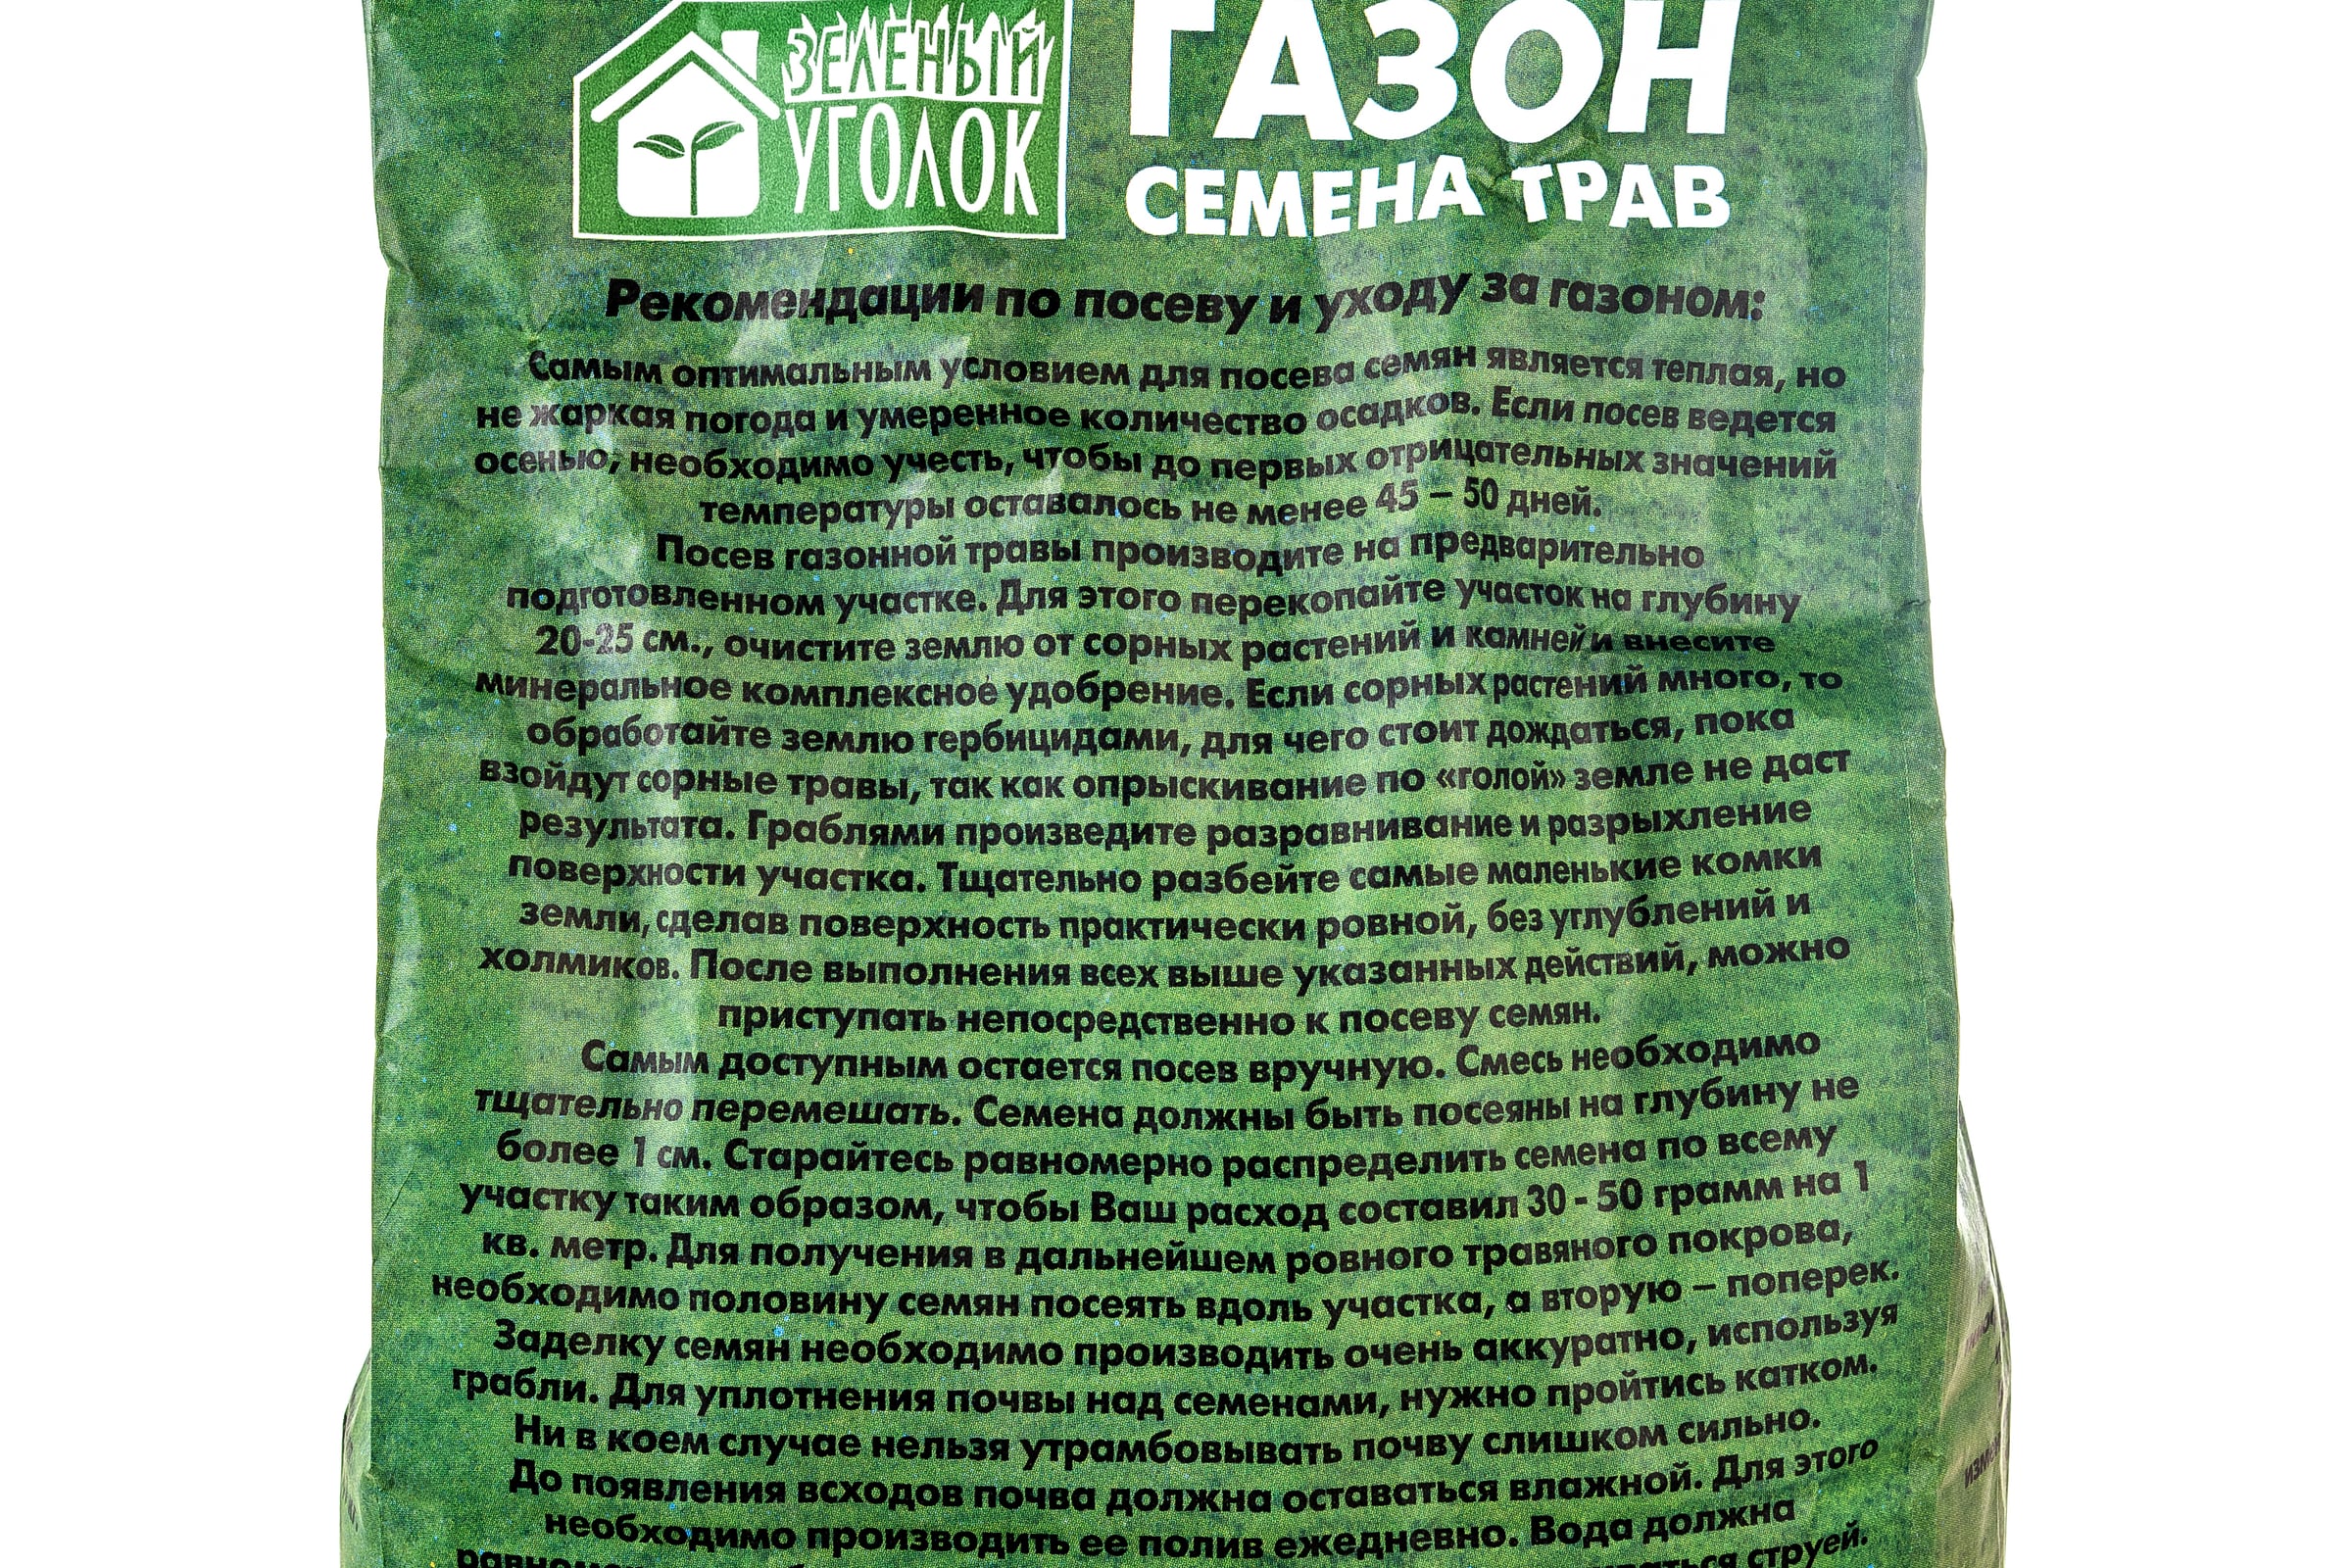 ЗЕЛЕНЫЙ
УГОЛОК
ГАЗОН
СЕМЕНА ТРАВ
Рекомендации по посеву и уходу за газоном:
Самым оптимальным условием для посева семян является теплая, но
не жаркая погода и умеренное количество осадков. Если посев ведется
осенью, необходимо учесть, чтобы до первых отрицательных значений
температуры оставалось не менее 45 – 50 дней.
Посев газонной травы производите на предварительно
подготовленном участке. Для этого перекопайте участок на глубину
20-25 см., очистите землю от сорных растений и камней и внесите
минеральное комплексное удобрение. Если сорных растений много, то
обработайте землю гербицидами, для чего стоит дождаться, пока
взойдут сорные травы, так как опрыскивание по «голой» земле не даст
результата. Граблями произведите разравнивание и разрыхление
поверхности участка. Тщательно разбейте самые маленькие комки
земли, сделав поверхность практически ровной, без углублений и
холмиков. После выполнения всех выше указанных действий, можно
приступать непосредственно к посеву семян.
Самым доступным остается посев вручную. Смесь необходимо
тщательно перемешать. Семена должны быть посеяны на глубину не
более 1 см. Старайтесь равномерно распределить семена по всему
участку таким образом, чтобы Ваш расход составил 30 - 50 грамм на 1
кв. метр. Для получения в дальнейшем ровного травяного покрова,
необходимо половину семян посеять вдоль участка, а вторую – поперек.
Заделку семян необходимо производить очень аккуратно, используя
грабли. Для уплотнения почвы над семенами, нужно пройтись катком.
Ни в коем случае нельзя утрамбовывать почву слишком сильно.
До появления всходов почва должна оставаться влажной. Для этого
необходимо производить ее полив ежедневно. Вода должна
струей.